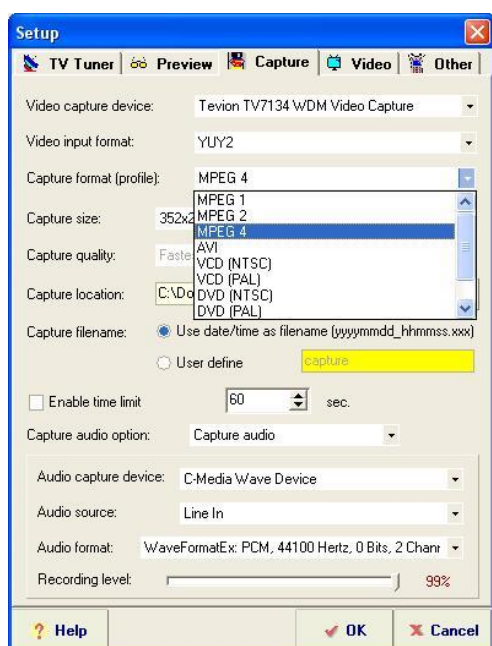 Setup
TV Tuner Preview Capture Video Other
Video capture device: Tevion TV7134 WDM Video Capture
Video input format: YUY2
Capture format (profile): MPEG 4
MPEG 1
MPEG 2
MPEG 4
AVI
VCD (NTSC)
VCD (PAL)
DVD (NTSC)
DVD (PAL)
Capture size:
Capture quality:
Capture location: C:\Do
Capture filename: Use date/time as filename (yyyymmdd_hhmmss.xxx)
User define capture
Enable time limit 60 sec.
Capture audio option: Capture audio
Audio capture device: C-Media Wave Device
Audio source: Line In
Audio format: WaveFormatEx: PCM, 44100 Hertz, 0 Bits, 2 Chanr
Recording level: 99%
? Help OK Cancel